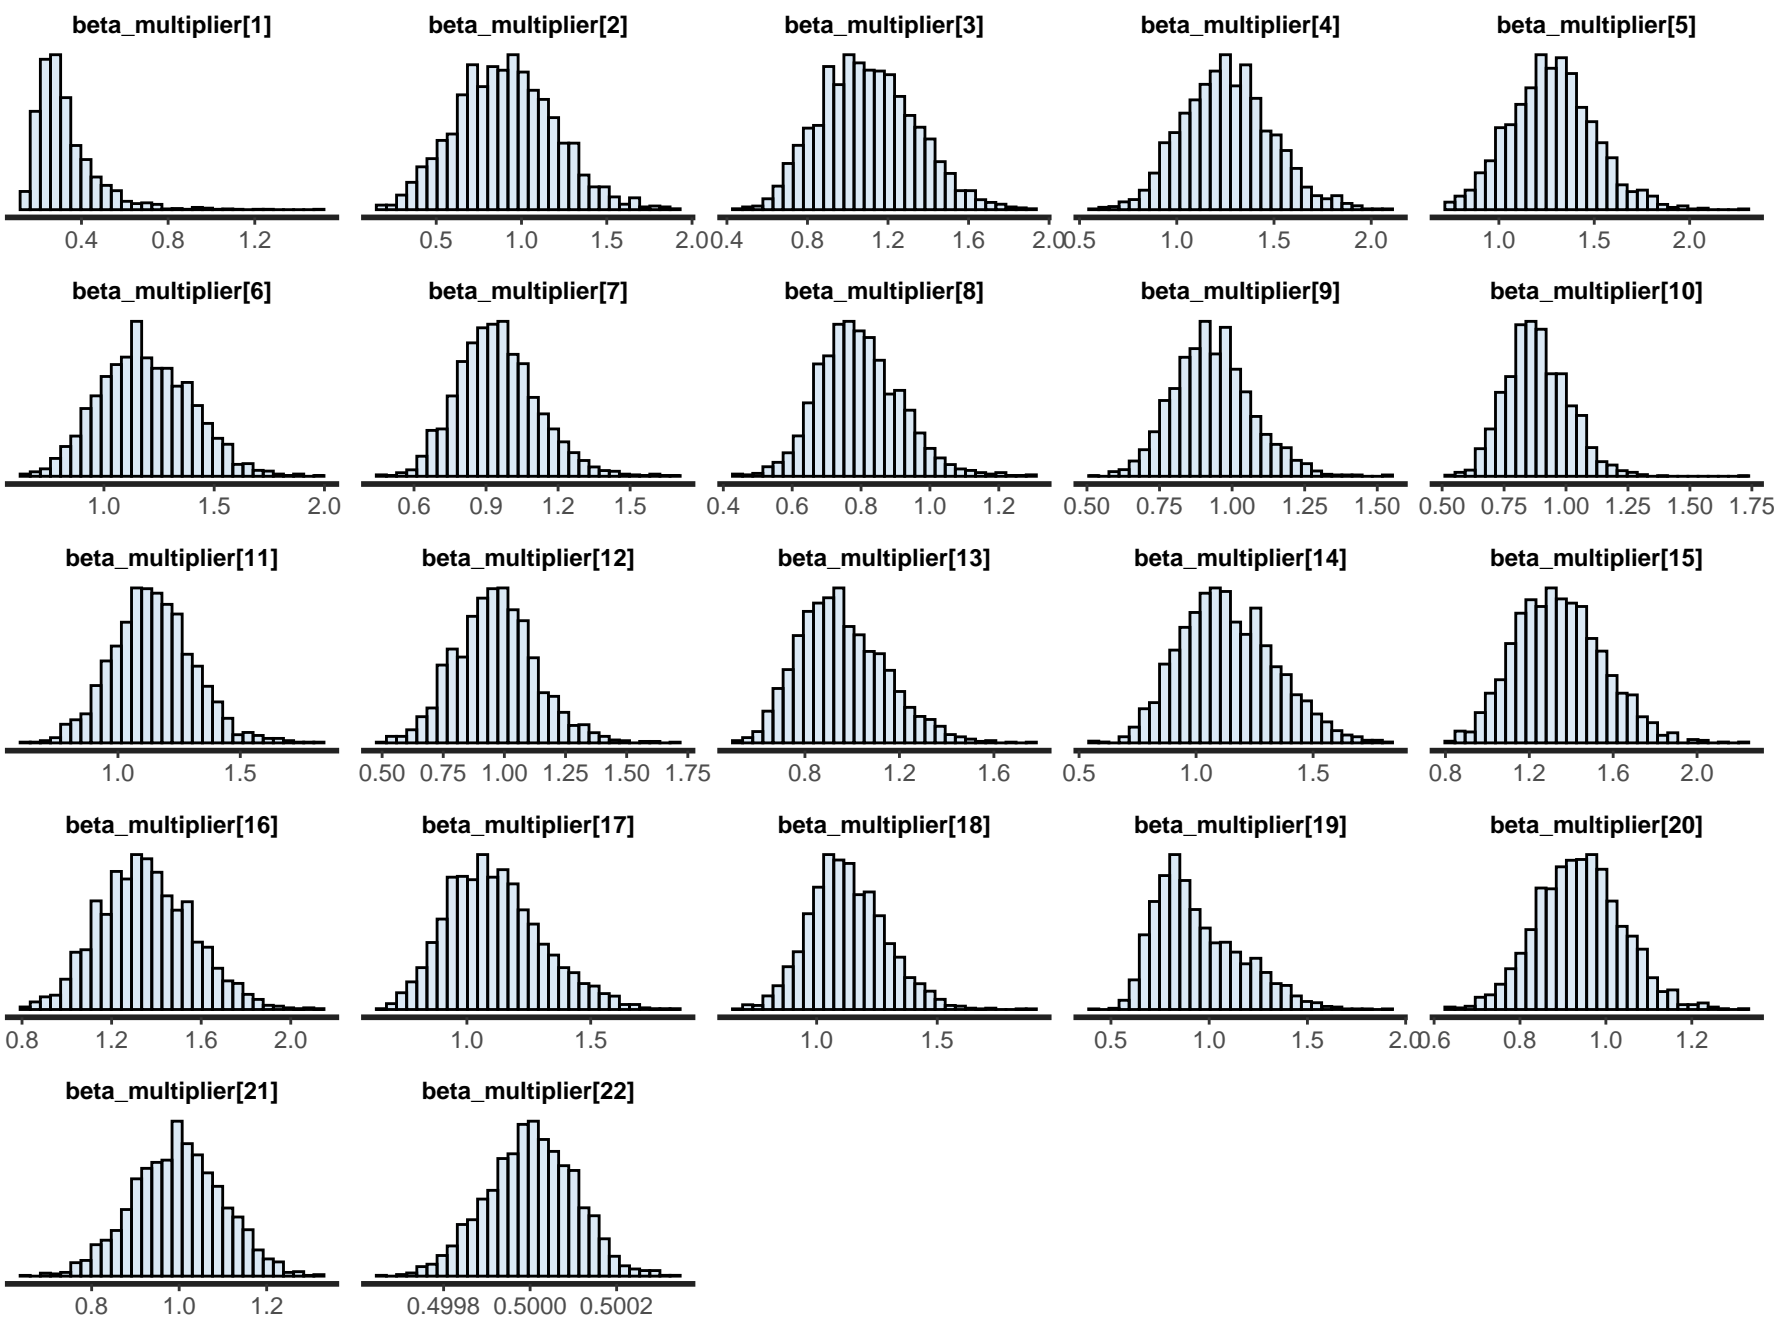 beta_multiplier[1] beta_multiplier[2] beta_multiplier[3] beta_multiplier[4] beta_multiplier[5]
0.4 0.8 1.2 0.5 1.0 1.5 2.0 0.4 0.8 1.2 1.6 2.0 0.5 1.0 1.5 2.0 1.0 1.5 2.0
beta_multiplier[6] beta_multiplier[7] beta_multiplier[8] beta_multiplier[9] beta_multiplier[10]
1.0 1.5 2.0 0.6 0.9 1.2 1.5 0.4 0.6 0.8 1.0 1.2 0.50 0.75 1.00 1.25 1.50 0.50 0.75 1.00 1.25 1.50 1.75
beta_multiplier[11] beta_multiplier[12] beta_multiplier[13] beta_multiplier[14] beta_multiplier[15]
1.0 1.5 0.50 0.75 1.00 1.25 1.50 1.75 0.8 1.2 1.6 0.5 1.0 1.5 0.8 1.2 1.6 2.0
beta_multiplier[16] beta_multiplier[17] beta_multiplier[18] beta_multiplier[19] beta_multiplier[20]
0.8 1.2 1.6 2.0 1.0 1.5 1.0 1.5 0.5 1.0 1.5 2.0 0.6 0.8 1.0 1.2
beta_multiplier[21] beta_multiplier[22]
0.8 1.0 1.2 0.4998 0.5000 0.5002